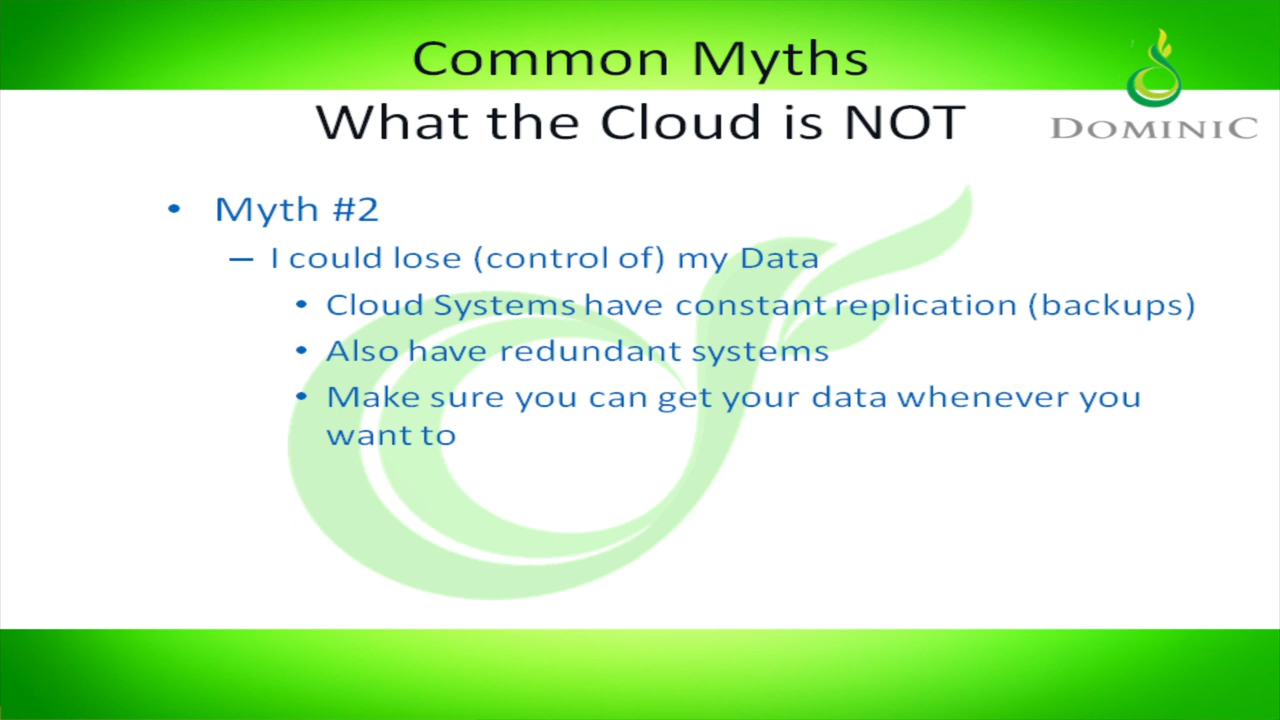 Common Myths
What the Cloud is NOT
DOMINIC
• Myth #2
– I could lose (control of) my Data
• Cloud Systems have constant replication (backups)
• Also have redundant systems
• Make sure you can get your data whenever you
want to